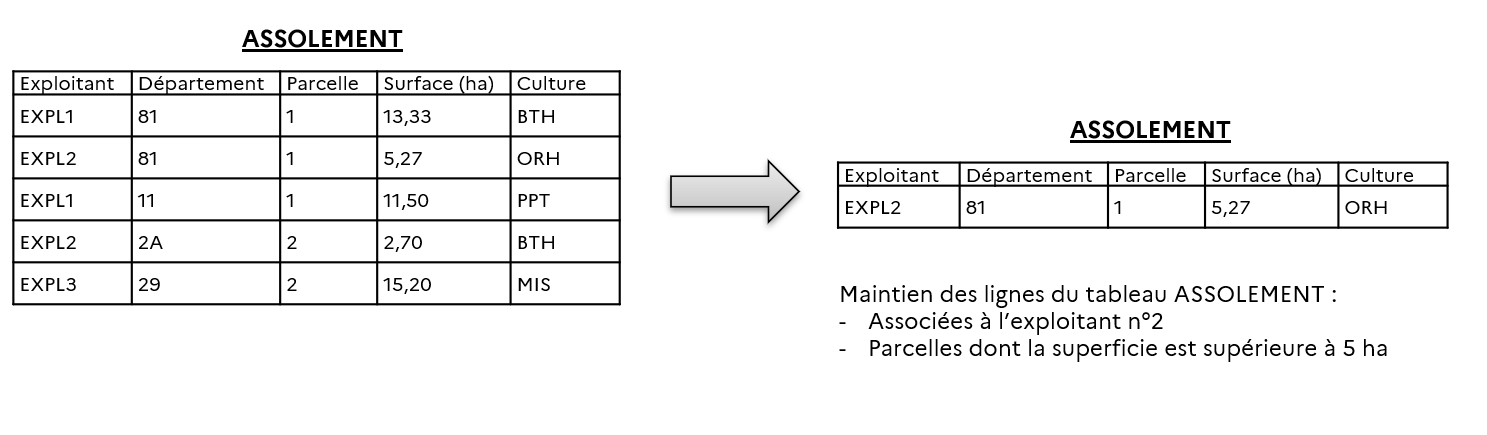 ASSOLEMENT
Exploitant Département Parcelle Surface (ha) Culture
EXPL1 81 1 13,33 BTH
EXPL2 81 1 5,27 ORH
EXPL1 11 1 11,50 PPT
EXPL2 2A 2 2,70 BTH
EXPL3 29 2 15,20 MIS
ASSOLEMENT
Exploitant Département Parcelle Surface (ha) Culture
EXPL2 81 1 5,27 ORH
Maintien des lignes du tableau ASSOLEMENT :
- Associées à l'exploitant n°2
- Parcelles dont la superficie est supérieure à 5 ha